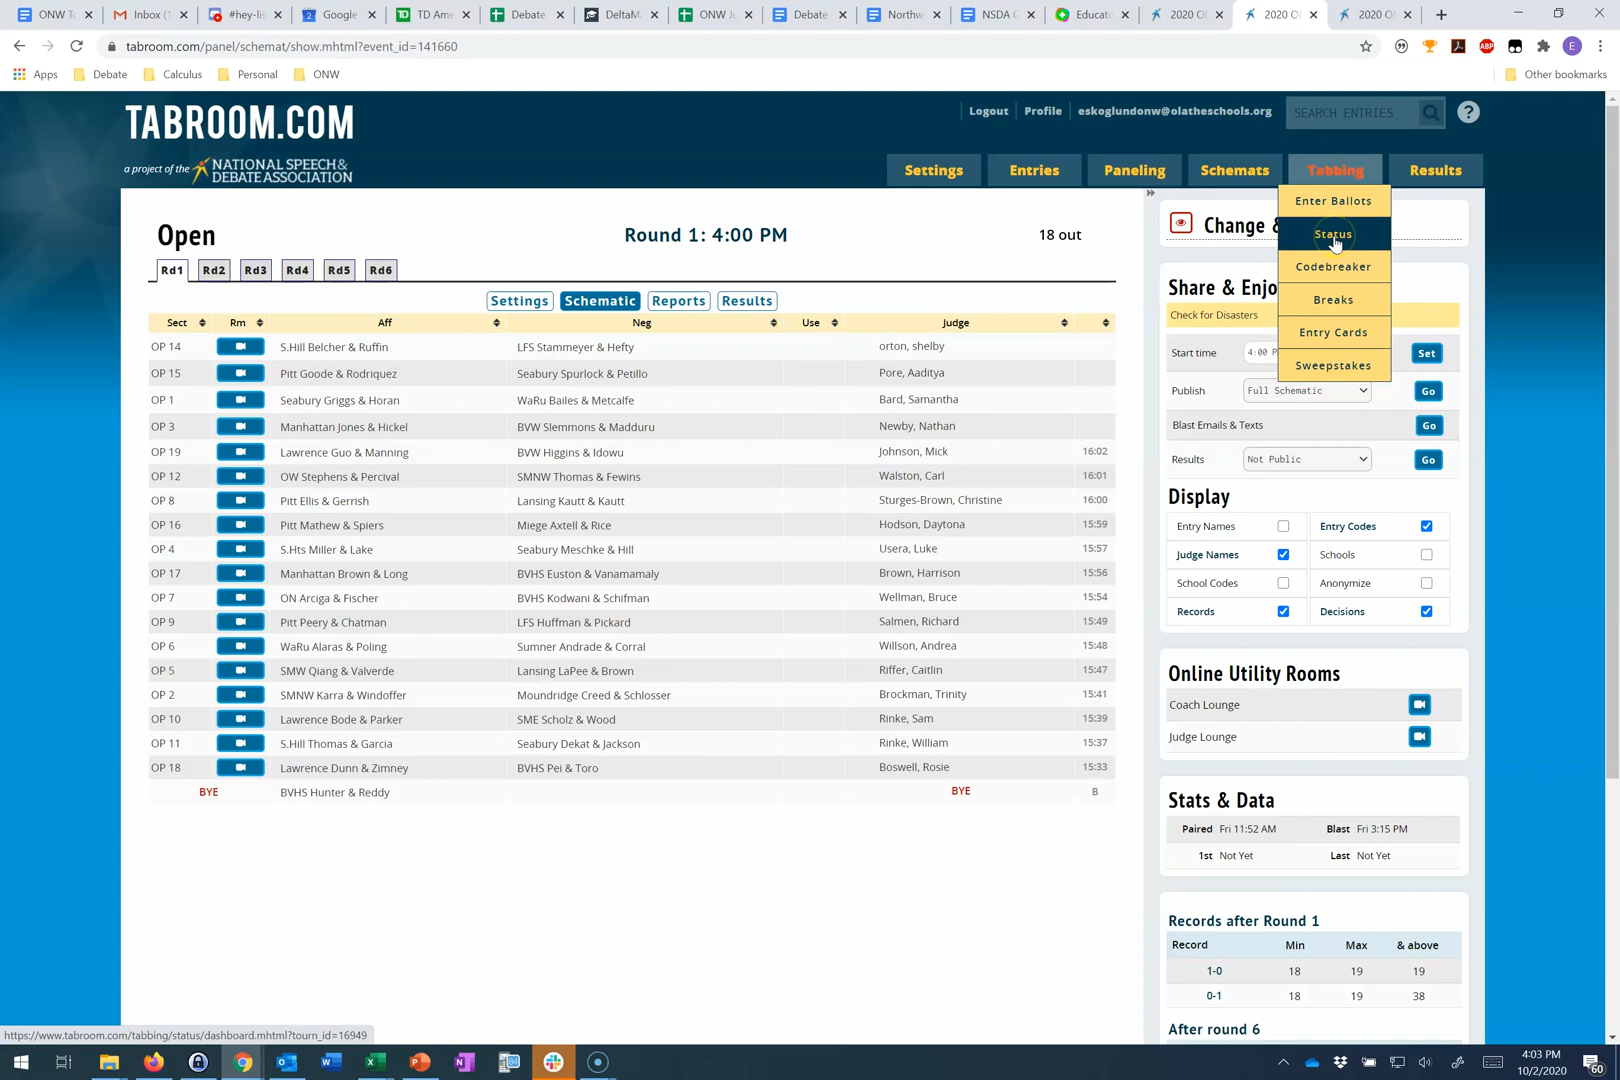 ONW To
Inbox (1
#hey-lis
Google
TD Ame
Debate
DeltaMa
ONW Ju
Debate
Northw
NSDA C
Educato
2020 Ol
2020 Ol
2020 Ol
tabroom.com/panel/schemat/show.mhtml?event_id=141660
Apps Debate Calculus Personal ONW Other bookmarks
TABROOM.COM
a project of the NATIONAL SPEECH & DEBATE ASSOCIATION
Logout Profile eskoglundonw@olatheschools.org SEARCH ENTRIES ?
Settings Entries Paneling Schemats Tabbing Results
Enter Ballots
Status
Codebreaker
Breaks
Entry Cards
Sweepstakes
Open Round 1: 4:00 PM 18 out
Rd1 Rd2 Rd3 Rd4 Rd5 Rd6
Settings Schematic Reports Results
Sect Rm Aff Neg Use Judge
OP 14 S.Hill Belcher & Ruffin LFS Stammeyer & Hefty orton, shelby
OP 15 Pitt Goode & Rodriquez Seabury Spurlock & Petillo Pore, Aaditya
OP 1 Seabury Griggs & Horan WaRu Bailes & Metcalfe Bard, Samantha
OP 3 Manhattan Jones & Hickel BVW Slemmons & Madduru Newby, Nathan
OP 19 Lawrence Guo & Manning BVW Higgins & Idowu Johnson, Mick 16:02
OP 12 OW Stephens & Percival SMNW Thomas & Fewins Walston, Carl 16:01
OP 8 Pitt Ellis & Gerrish Lansing Kautt & Kautt Sturges-Brown, Christine 16:00
OP 16 Pitt Mathew & Spiers Miege Axtell & Rice Hodson, Daytona 15:59
OP 4 S.Hts Miller & Lake Seabury Meschke & Hill Usera, Luke 15:57
OP 17 Manhattan Brown & Long BVHS Euston & Vanamamaly Brown, Harrison 15:56
OP 7 ON Arciga & Fischer BVHS Kodwani & Schifman Wellman, Bruce 15:54
OP 9 Pitt Peery & Chatman LFS Huffman & Pickard Salmen, Richard 15:49
OP 6 WaRu Alaras & Poling Sumner Andrade & Corral Willson, Andrea 15:48
OP 5 SMW Qiang & Valverde Lansing LaPee & Brown Riffer, Caitlin 15:47
OP 2 SMNW Karra & Windoffer Moundridge Creed & Schlosser Brockman, Trinity 15:41
OP 10 Lawrence Bode & Parker SME Scholz & Wood Rinke, Sam 15:39
OP 11 S.Hill Thomas & Garcia Seabury Dekat & Jackson Rinke, William 15:37
OP 18 Lawrence Dunn & Zimney BVHS Pei & Toro Boswell, Rosie 15:33
BYE BVHS Hunter & Reddy BYE B
Change &
Share & Enjo
Check for Disasters
Start time 4:00 P Set
Publish Full Schematic Go
Blast Emails & Texts Go
Results Not Public Go
Display
Entry Names Entry Codes
Judge Names Schools
School Codes Anonymize
Records Decisions
Online Utility Rooms
Coach Lounge
Judge Lounge
Stats & Data
Paired Fri 11:52 AM Blast Fri 3:15 PM
1st Not Yet Last Not Yet
Records after Round 1
Record Min Max & above
1-0 18 19 19
0-1 18 19 38
After round 6
https://www.tabroom.com/tabbing/status/dashboard.mhtml?tourn_id=16949
4:03 PM
10/2/2020
60